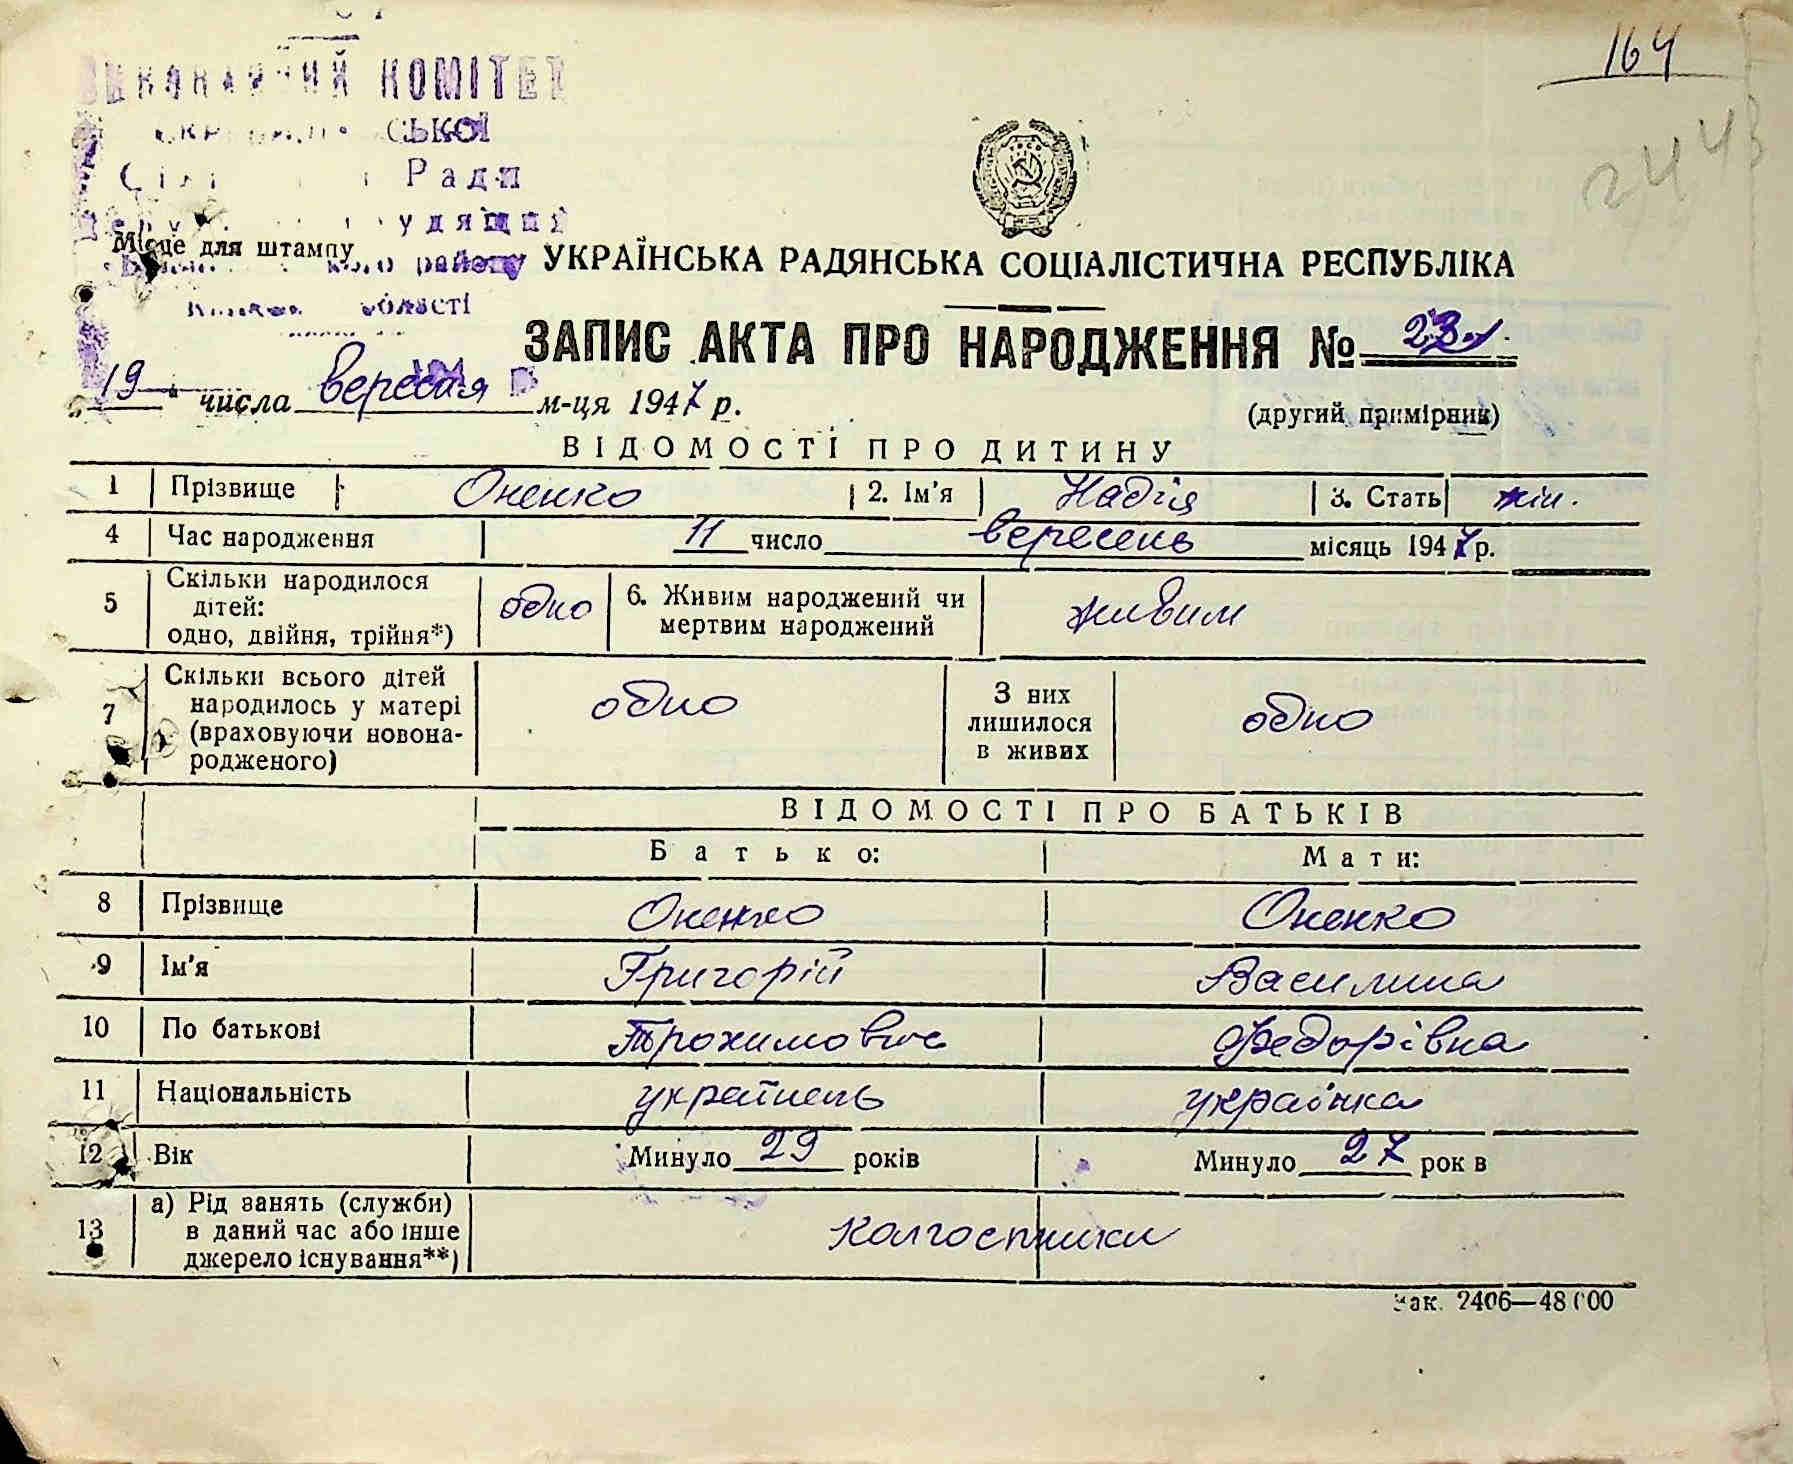 164
2443
КОМІТЕТ
СЬКОЇ
Ради
Місце для штампу
району
області
УКРАЇНСЬКА РАДЯНСЬКА СОЦІАЛІСТИЧНА РЕСПУБЛІКА
ЗАПИС АКТА ПРО НАРОДЖЕННЯ № 23
„19" числа вересня м-ця 1947 р.
(другий примірник)
ВІДОМОСТІ ПРО ДИТИНУ
1 Прізвище Оненко 2. Ім'я Надія 3. Стать жін.
4 Час народження 11 число вересень місяць 1947 р.
5 Скільки народилося дітей: одно, двійня, трійня*) одно 6. Живим народжений чи мертвим народжений живим
7 Скільки всього дітей народилось у матері (враховуючи новонародженого) одно З них лишилося в живих одно
ВІДОМОСТІ ПРО БАТЬКІВ
Батько: Мати:
8 Прізвище Оненко Оненко
9 Ім'я Григорій Василина
10 По батькові Трохимович Федорівна
11 Національність українець українка
12 Вік Минуло 29 років Минуло 27 рок в
13 а) Рід занять (служби) в даний час або інше джерело існування**) Колгоспники
Зак. 2406—48000